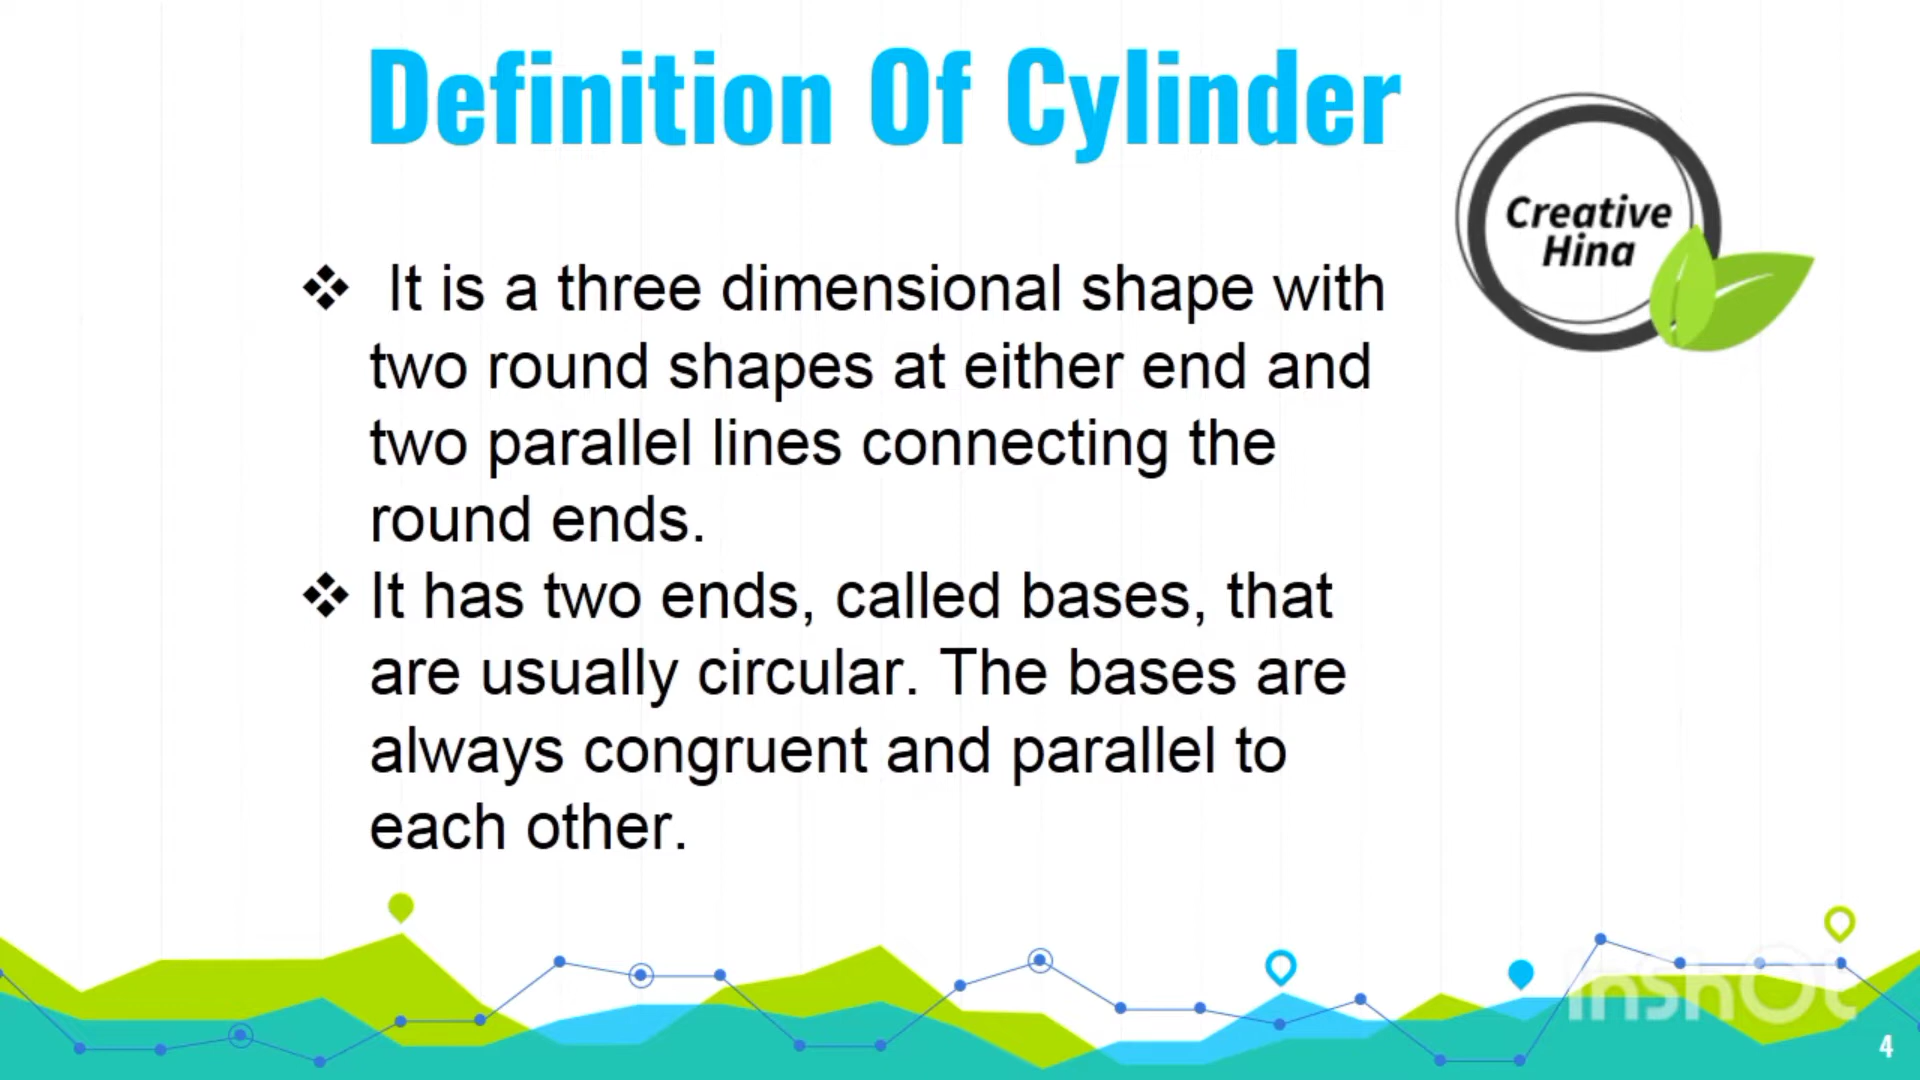 Definition Of Cylinder
Creative
Hina
❖ It is a three dimensional shape with
two round shapes at either end and
two parallel lines connecting the
round ends.
❖ It has two ends, called bases, that
are usually circular. The bases are
always congruent and parallel to
each other.
InShOt
4